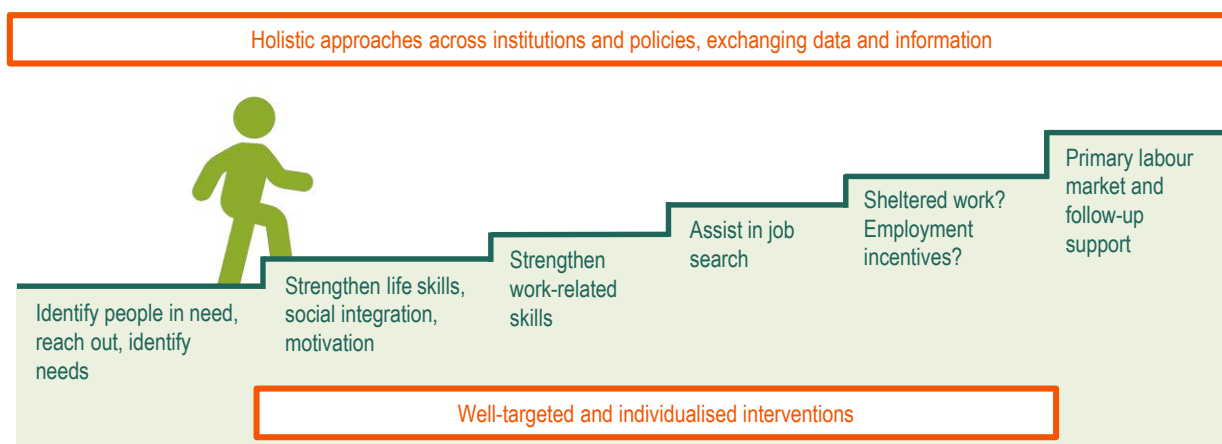 Holistic approaches across institutions and policies, exchanging data and information
Identify people in need,
reach out, identify
needs
Strengthen life skills,
social integration,
motivation
Strengthen
work-related
skills
Assist in job
search
Sheltered work?
Employment
incentives?
Primary labour
market and
follow-up
support
Well-targeted and individualised interventions